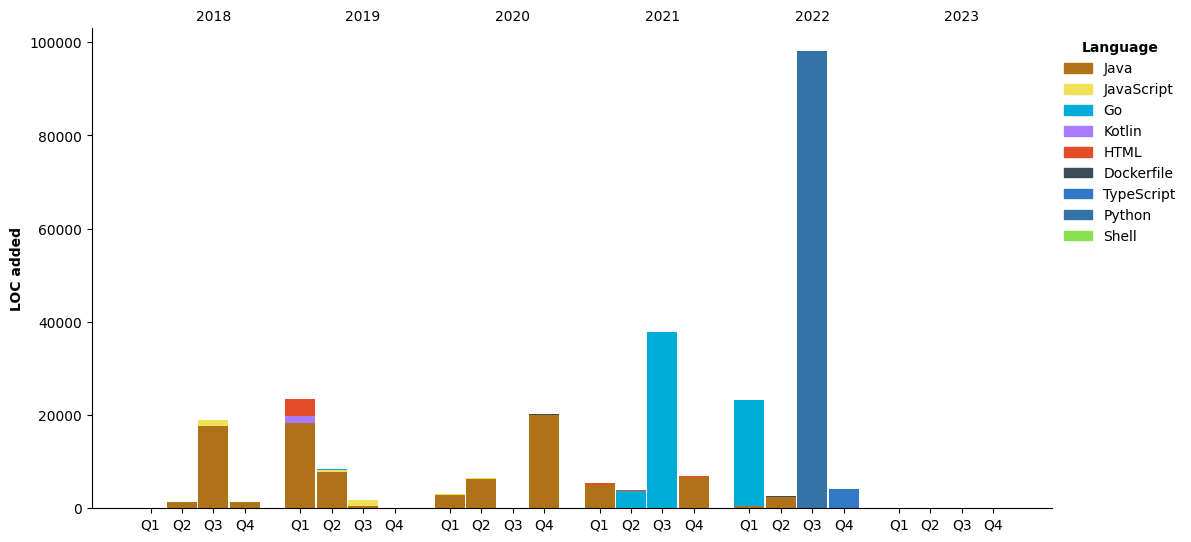 2018 2019 2020 2021 2022 2023
LOC added
100000
80000
60000
40000
20000
0
Q1 Q2 Q3 Q4 Q1 Q2 Q3 Q4 Q1 Q2 Q3 Q4 Q1 Q2 Q3 Q4 Q1 Q2 Q3 Q4 Q1 Q2 Q3 Q4
Language
Java
JavaScript
Go
Kotlin
HTML
Dockerfile
TypeScript
Python
Shell